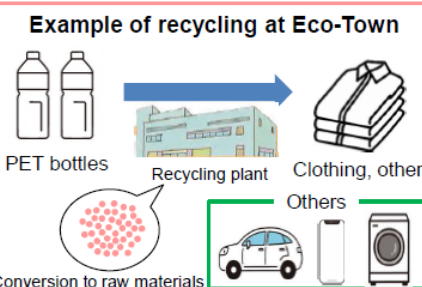 Example of recycling at Eco-Town
PET bottles
Recycling plant
Clothing, other
Others
Conversion to raw materials